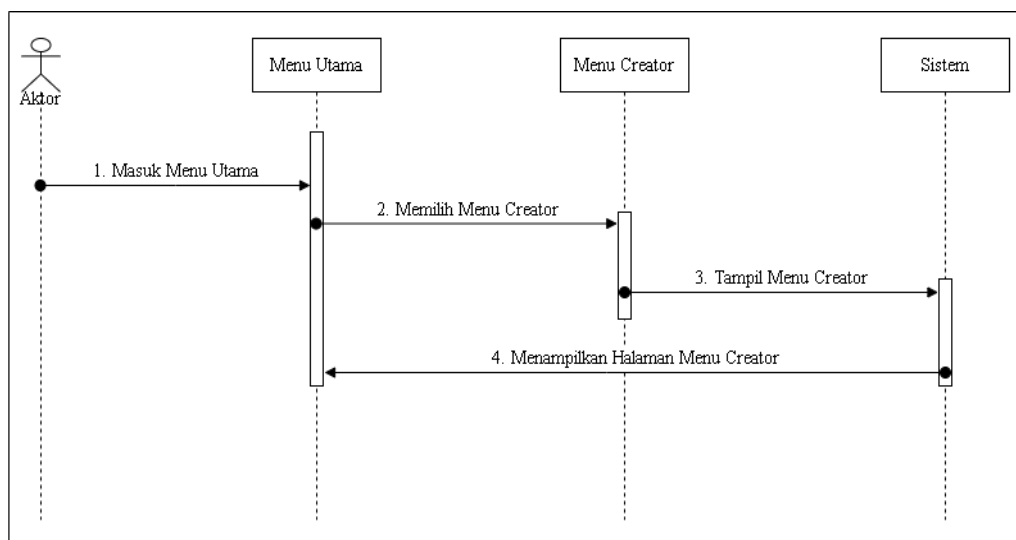 Menu Utama
Menu Creator
Sistem
Aktor
1. Masuk Menu Utama
2. Memilih Menu Creator
3. Tampil Menu Creator
4. Menampilkan Halaman Menu Creator